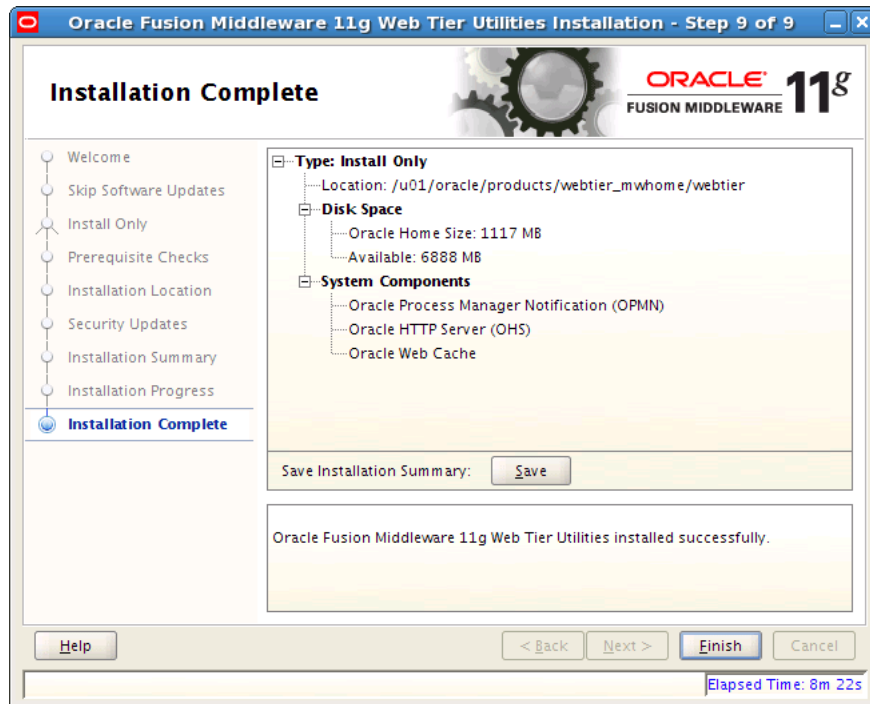 Oracle Fusion Middleware 11g Web Tier Utilities Installation - Step 9 of 9
Installation Complete
ORACLE
FUSION MIDDLEWARE 11g
Welcome
Skip Software Updates
Install Only
Prerequisite Checks
Installation Location
Security Updates
Installation Summary
Installation Progress
Installation Complete
Type: Install Only
Location: /u01/oracle/products/webtier_mwhome/webtier
Disk Space
Oracle Home Size: 1117 MB
Available: 6888 MB
System Components
Oracle Process Manager Notification (OPMN)
Oracle HTTP Server (OHS)
Oracle Web Cache
Save Installation Summary: Save
Oracle Fusion Middleware 11g Web Tier Utilities installed successfully.
Help < Back Next > Finish Cancel
Elapsed Time: 8m 22s